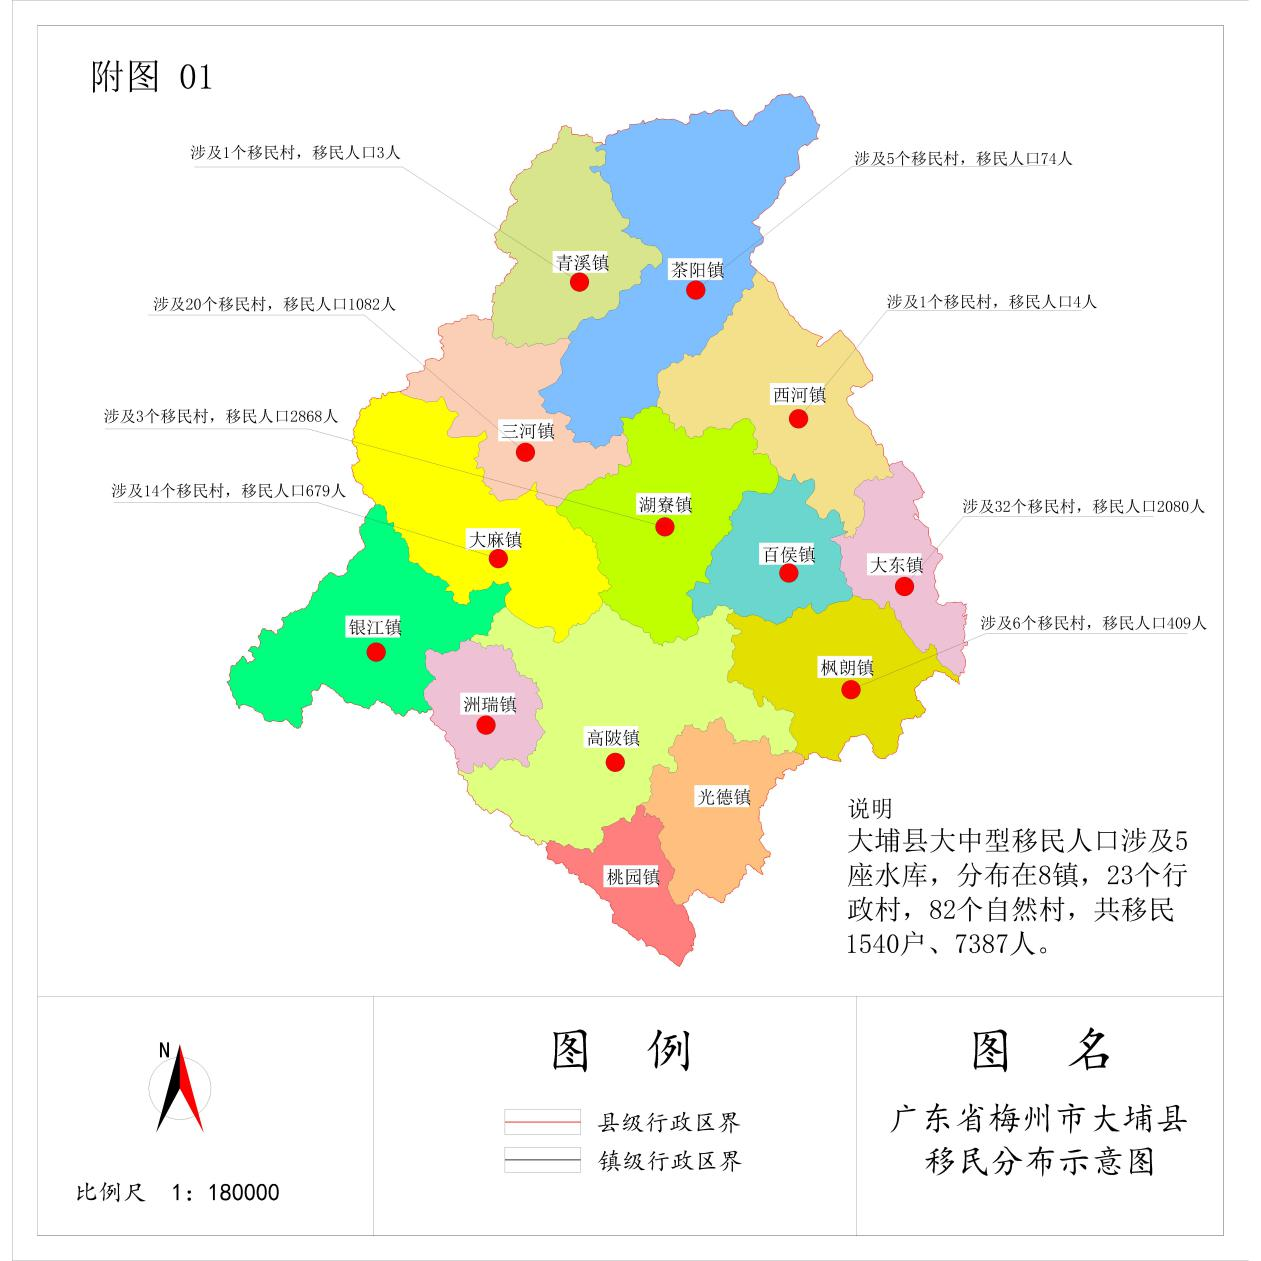 附图 01
涉及1个移民村，移民人口3人
涉及5个移民村，移民人口74人
青溪镇
茶阳镇
涉及20个移民村，移民人口1082人
涉及1个移民村，移民人口4人
西河镇
涉及3个移民村，移民人口2868人
三河镇
涉及14个移民村，移民人口679人
湖寮镇
涉及32个移民村，移民人口2080人
大麻镇
百侯镇
大东镇
银江镇
涉及6个移民村，移民人口409人
枫朗镇
洲瑞镇
高陂镇
光德镇
桃园镇
说明
大埔县大中型移民人口涉及5
座水库，分布在8镇，23个行
政村，82个自然村，共移民
1540户、7387人。
N
比例尺 1：180000
图 例
县级行政区界
镇级行政区界
图 名
广东省梅州市大埔县
移民分布示意图